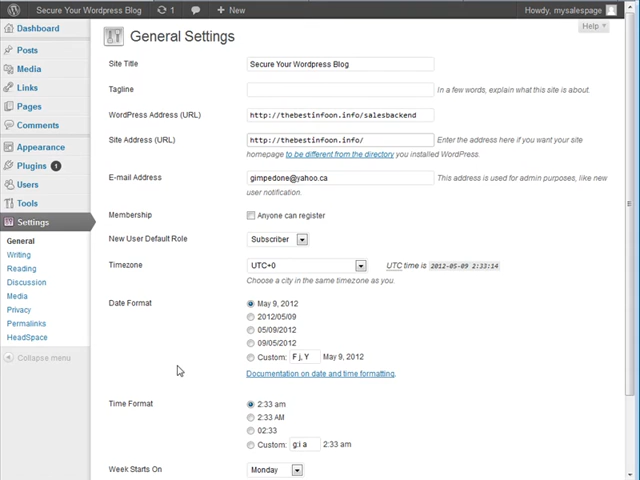 Secure Your Wordpress Blog 1 + New Howdy, mysalespage
Help
General Settings
Dashboard
Posts
Media
Links
Pages
Comments
Appearance
Plugins 1
Users
Tools
Settings
General
Writing
Reading
Discussion
Media
Privacy
Permalinks
HeadSpace
Collapse menu
Site Title Secure Your Wordpress Blog
Tagline In a few words, explain what this site is about.
WordPress Address (URL) http://thebestinfoon.info/salesbackend
Site Address (URL) http://thebestinfoon.info/ Enter the address here if you want your site
homepage to be different from the directory you installed WordPress.
E-mail Address gimpedone@yahoo.ca This address is used for admin purposes, like new
user notification.
Membership Anyone can register
New User Default Role Subscriber
Timezone UTC+0 UTC time is 2012-05-09 2:33:14
Choose a city in the same timezone as you.
Date Format May 9, 2012
2012/05/09
05/09/2012
09/05/2012
Custom: F j, Y May 9, 2012
Documentation on date and time formatting.
Time Format 2:33 am
2:33 AM
02:33
Custom: g:i a 2:33 am
Week Starts On Monday